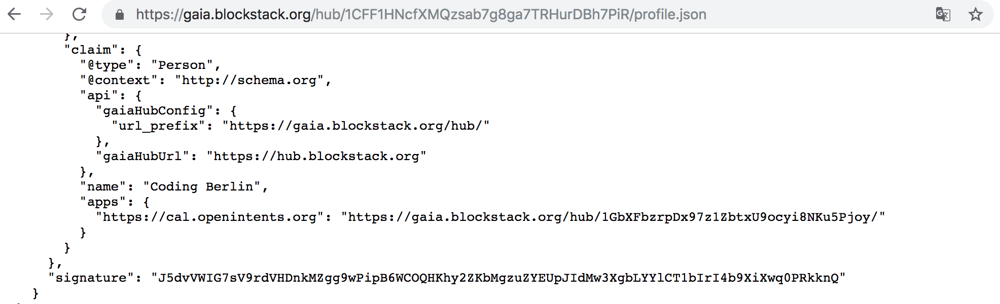 https://gaia.blockstack.org/hub/1CFF1HNcfXMQzsab7g8ga7TRHurDBh7PiR/profile.json
},
"claim": {
"@type": "Person",
"@context": "http://schema.org",
"api": {
"gaiaHubConfig": {
"url_prefix": "https://gaia.blockstack.org/hub/"
},
"gaiaHubUrl": "https://hub.blockstack.org"
},
"name": "Coding Berlin",
"apps": {
"https://cal.openintents.org": "https://gaia.blockstack.org/hub/1GbXFbzrpDx97z1ZbtxU9ocyi8NKu5Pjoy/"
}
}
},
"signature": "J5dvVWIG7sV9rdVHDnkMZgg9wPipB6WCOQHKhy2ZKbMgzuZYEUpJIdMw3XgbLYYlCT1bIrI4b9XiXwq0PRkknQ"
}